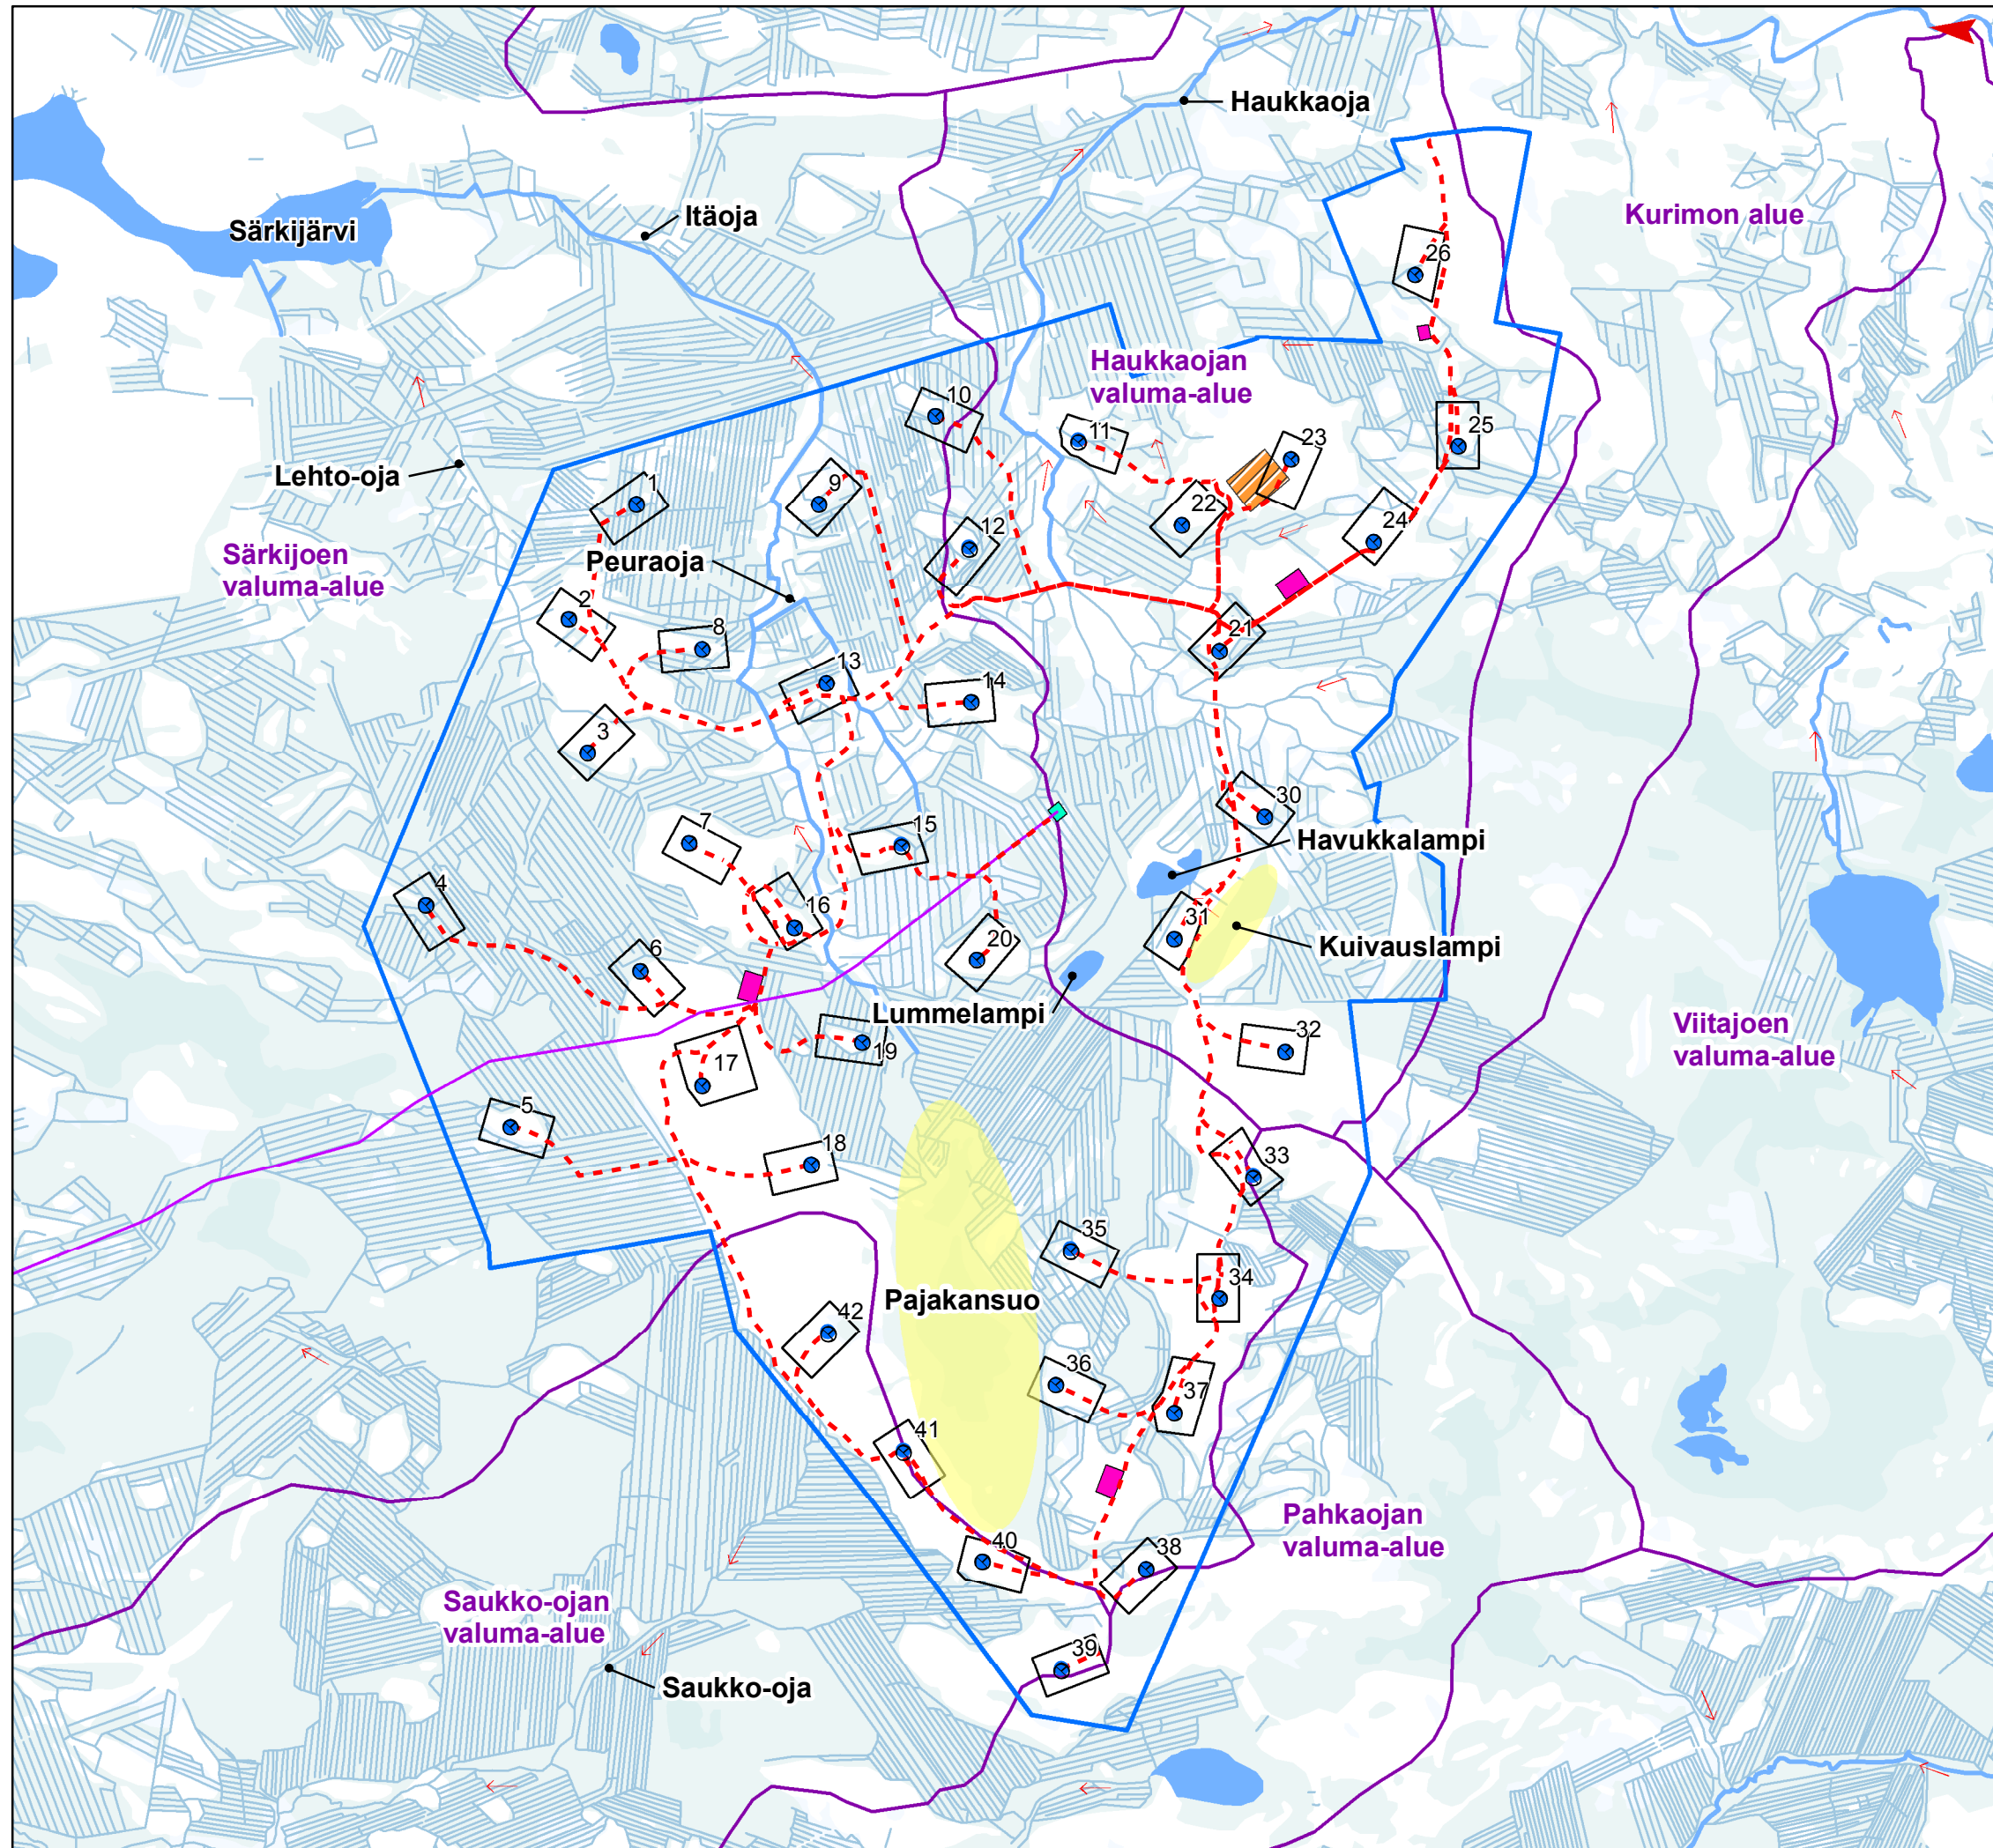 Haukkaoja
Itäoja
Särkijärvi
Kurimon alue
26
Haukkaojan
valuma-alue
10
11
23
25
Lehto-oja
1
9
22
24
12
Särkijoen
valuma-alue
Peuraoja
2
8
21
13
14
3
30
7
15
Havukkalampi
4
16
31
6
20
Kuivauslampi
Lummelampi
19
32
17
Viitajoen
valuma-alue
5
18
33
35
34
Pajakansuo
42
36
37
41
Pahkaojan
valuma-alue
40
38
Saukko-ojan
valuma-alue
39
Saukko-oja